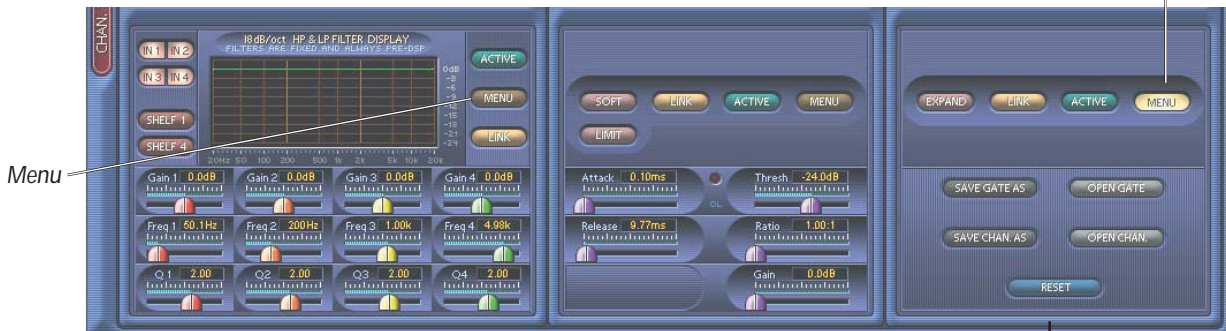 CHAN.
IN 1 IN 2
IN 3 IN 4
SHELF 1
SHELF 4
18dB/oct HP & LP FILTER DISPLAY
FILTERS ARE FIXED AND ALWAYS PRE-DSP
0dB
-3
-6
-9
-12
-15
-18
-21
-24
20Hz 50 100 200 500 1k 2k 5k 10k 20k
ACTIVE
MENU
LINK
Menu
Gain 1 0.0dB Gain 2 0.0dB Gain 3 0.0dB Gain 4 0.0dB
Freq 1 50.1Hz Freq 2 200Hz Freq 3 1.00k Freq 4 4.98k
Q 1 2.00 Q2 2.00 Q3 2.00 Q4 2.00
SOFT LINK ACTIVE MENU
LIMIT
Attack 0.10ms Thresh -24.0dB
OL
Release 9.77ms Ratio 1.00:1
Gain 0.0dB
EXPAND LINK ACTIVE MENU
SAVE GATE AS OPEN GATE
SAVE CHAN. AS OPEN CHAN.
RESET